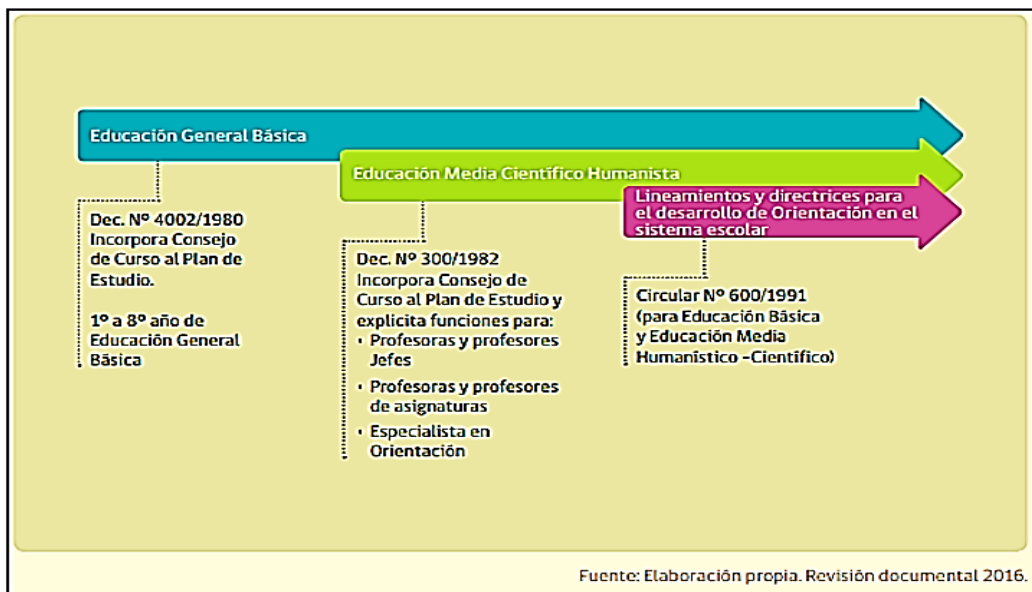 Educación General Básica
Educación Media Científico Humanista
Lineamientos y directrices para
el desarrollo de Orientación en el
sistema escolar
Dec. Nº 4002/1980
Incorpora Consejo
de Curso al Plan de
Estudio.
1º a 8º año de
Educación General
Básica
Dec. Nº 300/1982
Incorpora Consejo de
Curso al Plan de Estudio y
explicita funciones para:
• Profesoras y profesores
Jefes
• Profesoras y profesores
de asignaturas
• Especialista en
Orientación
Circular Nº 600/1991
(para Educación Básica
y Educación Media
Humanístico -Científico)
Fuente: Elaboración propia. Revisión documental 2016.